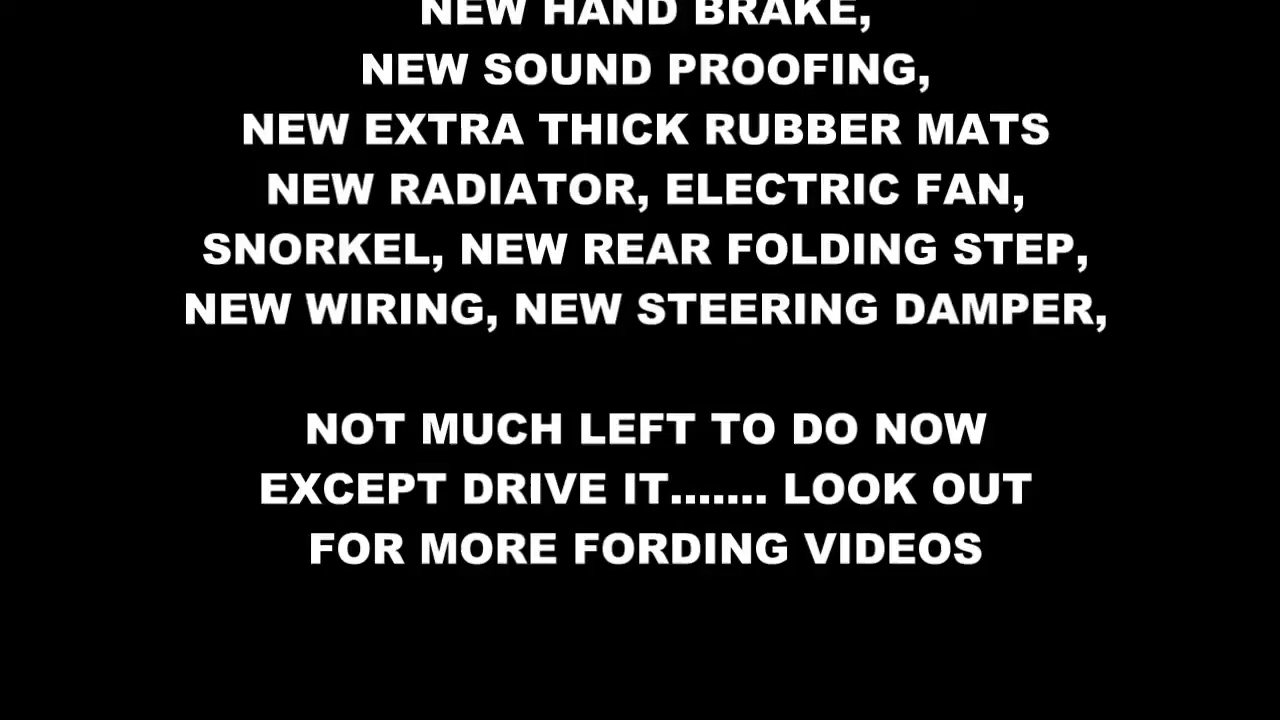 NEW HAND BRAKE,
NEW SOUND PROOFING,
NEW EXTRA THICK RUBBER MATS
NEW RADIATOR, ELECTRIC FAN,
SNORKEL, NEW REAR FOLDING STEP,
NEW WIRING, NEW STEERING DAMPER,
NOT MUCH LEFT TO DO NOW
EXCEPT DRIVE IT....... LOOK OUT
FOR MORE FORDING VIDEOS